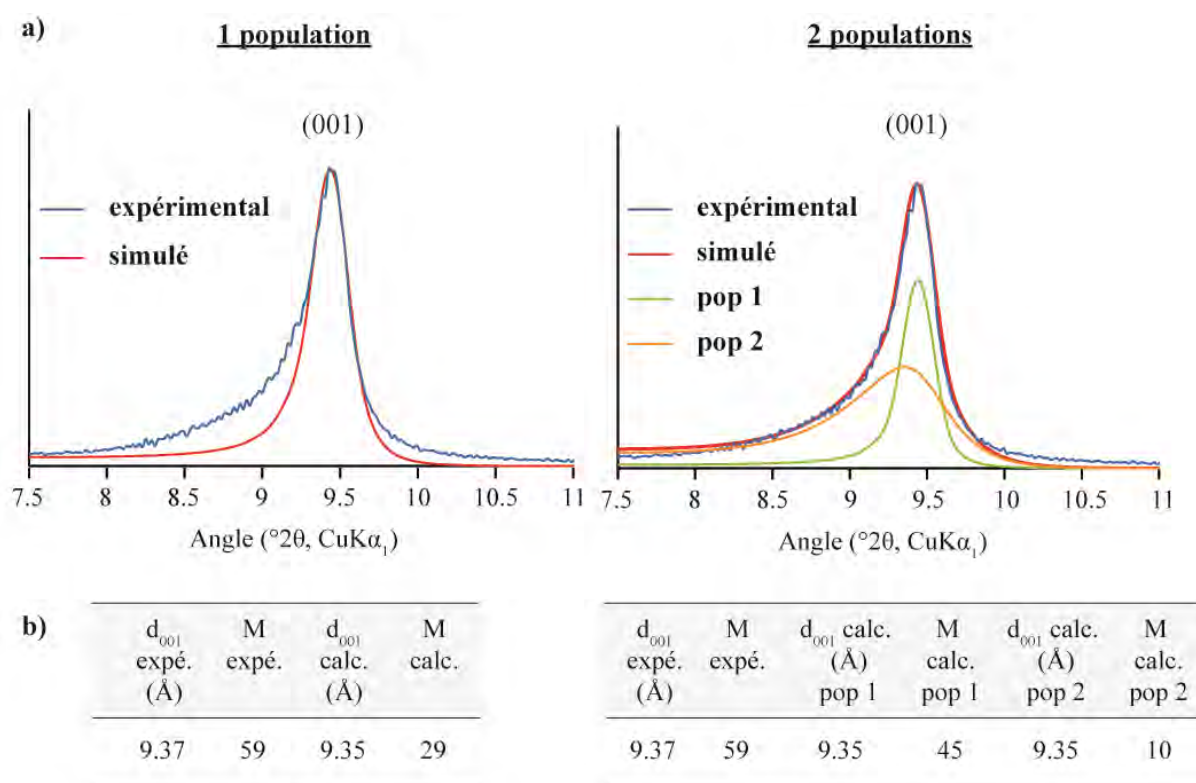 a)
1 population
2 populations
(001)
expérimental
simulé
7.5 8 8.5 9 9.5 10 10.5 11
Angle (°2θ, CuKα₁)
(001)
expérimental
simulé
pop 1
pop 2
7.5 8 8.5 9 9.5 10 10.5 11
Angle (°2θ, CuKα₁)
b)
d₀₀₁ M d₀₀₁ M
expé. expé. calc. calc.
(Å) (Å)
9.37 59 9.35 29
d₀₀₁ M d₀₀₁ calc. M d₀₀₁ calc. M
expé. expé. (Å) calc. (Å) calc.
(Å) pop 1 pop 1 pop 2 pop 2
9.37 59 9.35 45 9.35 10